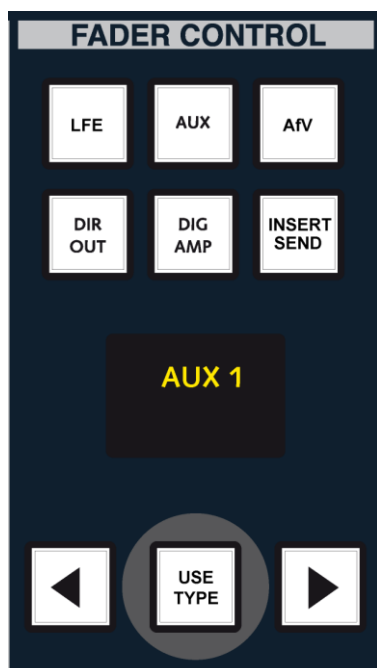 FADER CONTROL
LFE
AUX
AfV
DIR
OUT
DIG
AMP
INSERT
SEND
AUX 1
USE
TYPE